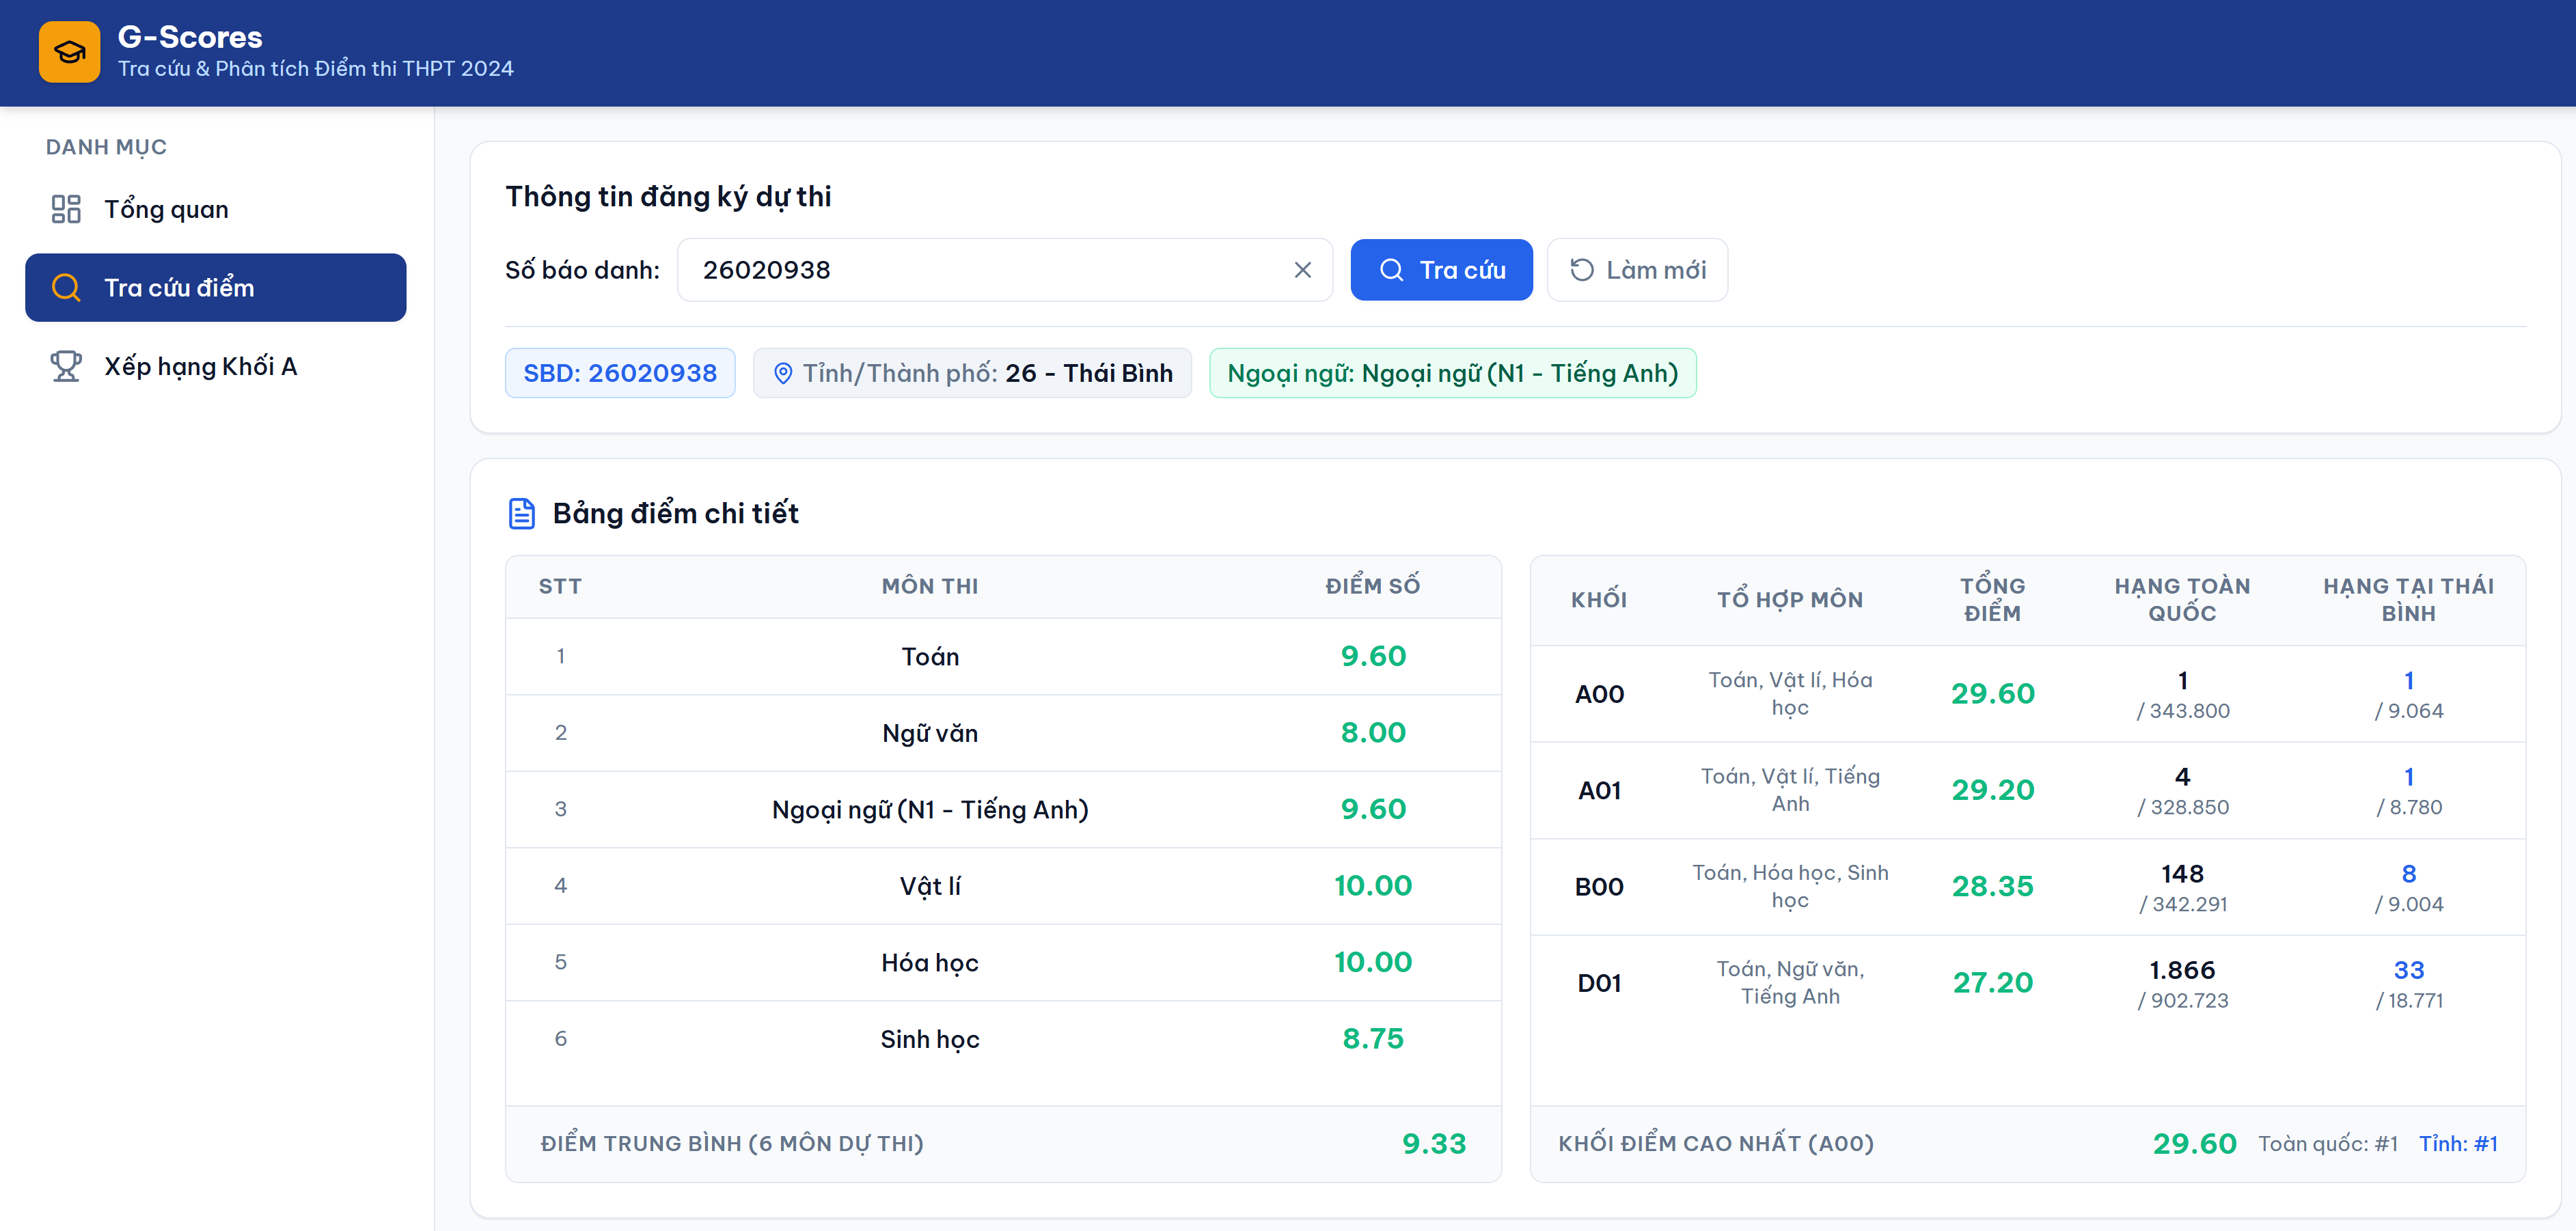 G-Scores
Tra cứu & Phân tích Điểm thi THPT 2024
DANH MỤC
Tổng quan
Tra cứu điểm
Xếp hạng Khối A
Thông tin đăng ký dự thi
Số báo danh: 26020938 Tra cứu Làm mới
SBD: 26020938 Tỉnh/Thành phố: 26 - Thái Bình Ngoại ngữ: Ngoại ngữ (N1 - Tiếng Anh)
Bảng điểm chi tiết
STT MÔN THI ĐIỂM SỐ
1 Toán 9.60
2 Ngữ văn 8.00
3 Ngoại ngữ (N1 - Tiếng Anh) 9.60
4 Vật lí 10.00
5 Hóa học 10.00
6 Sinh học 8.75
ĐIỂM TRUNG BÌNH (6 MÔN DỰ THI) 9.33
KHỐI TỔ HỢP MÔN TỔNG ĐIỂM HẠNG TOÀN QUỐC HẠNG TẠI THÁI BÌNH
A00 Toán, Vật lí, Hóa học 29.60 1 / 343.800 1 / 9.064
A01 Toán, Vật lí, Tiếng Anh 29.20 4 / 328.850 1 / 8.780
B00 Toán, Hóa học, Sinh học 28.35 148 / 342.291 8 / 9.004
D01 Toán, Ngữ văn, Tiếng Anh 27.20 1.866 / 902.723 33 / 18.771
KHỐI ĐIỂM CAO NHẤT (A00) 29.60 Toàn quốc: #1 Tỉnh: #1